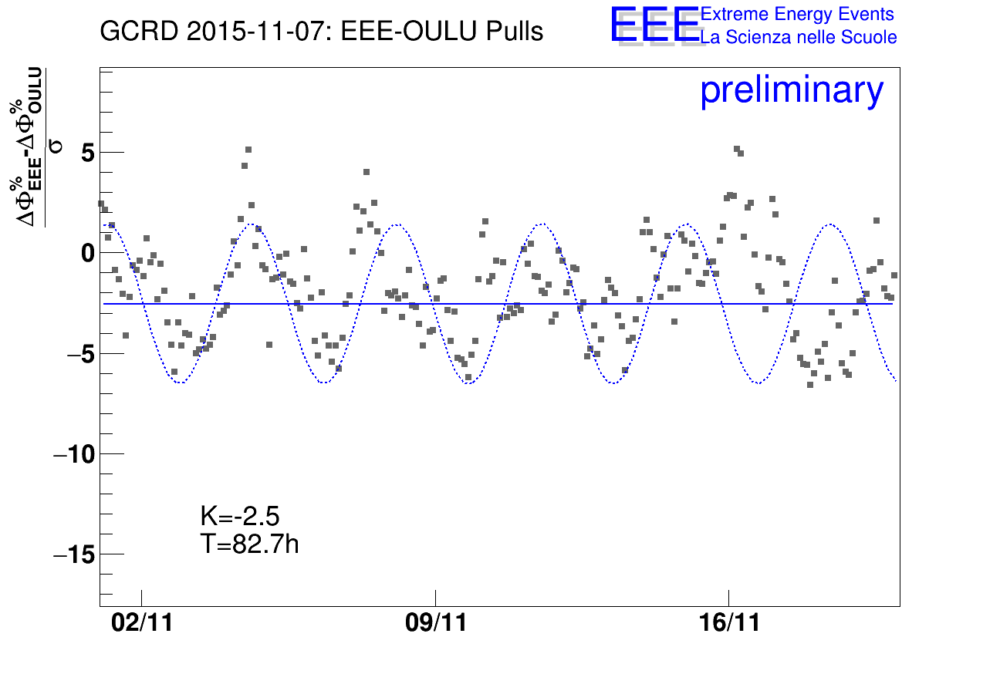 GCRD 2015-11-07: EEE-OULU Pulls
EEE
Extreme Energy Events
La Scienza nelle Scuole
preliminary
ΔΦ%EEE-ΔΦ%OULU
σ
5
0
−5
−10
−15
K=-2.5
T=82.7h
02/11 09/11 16/11